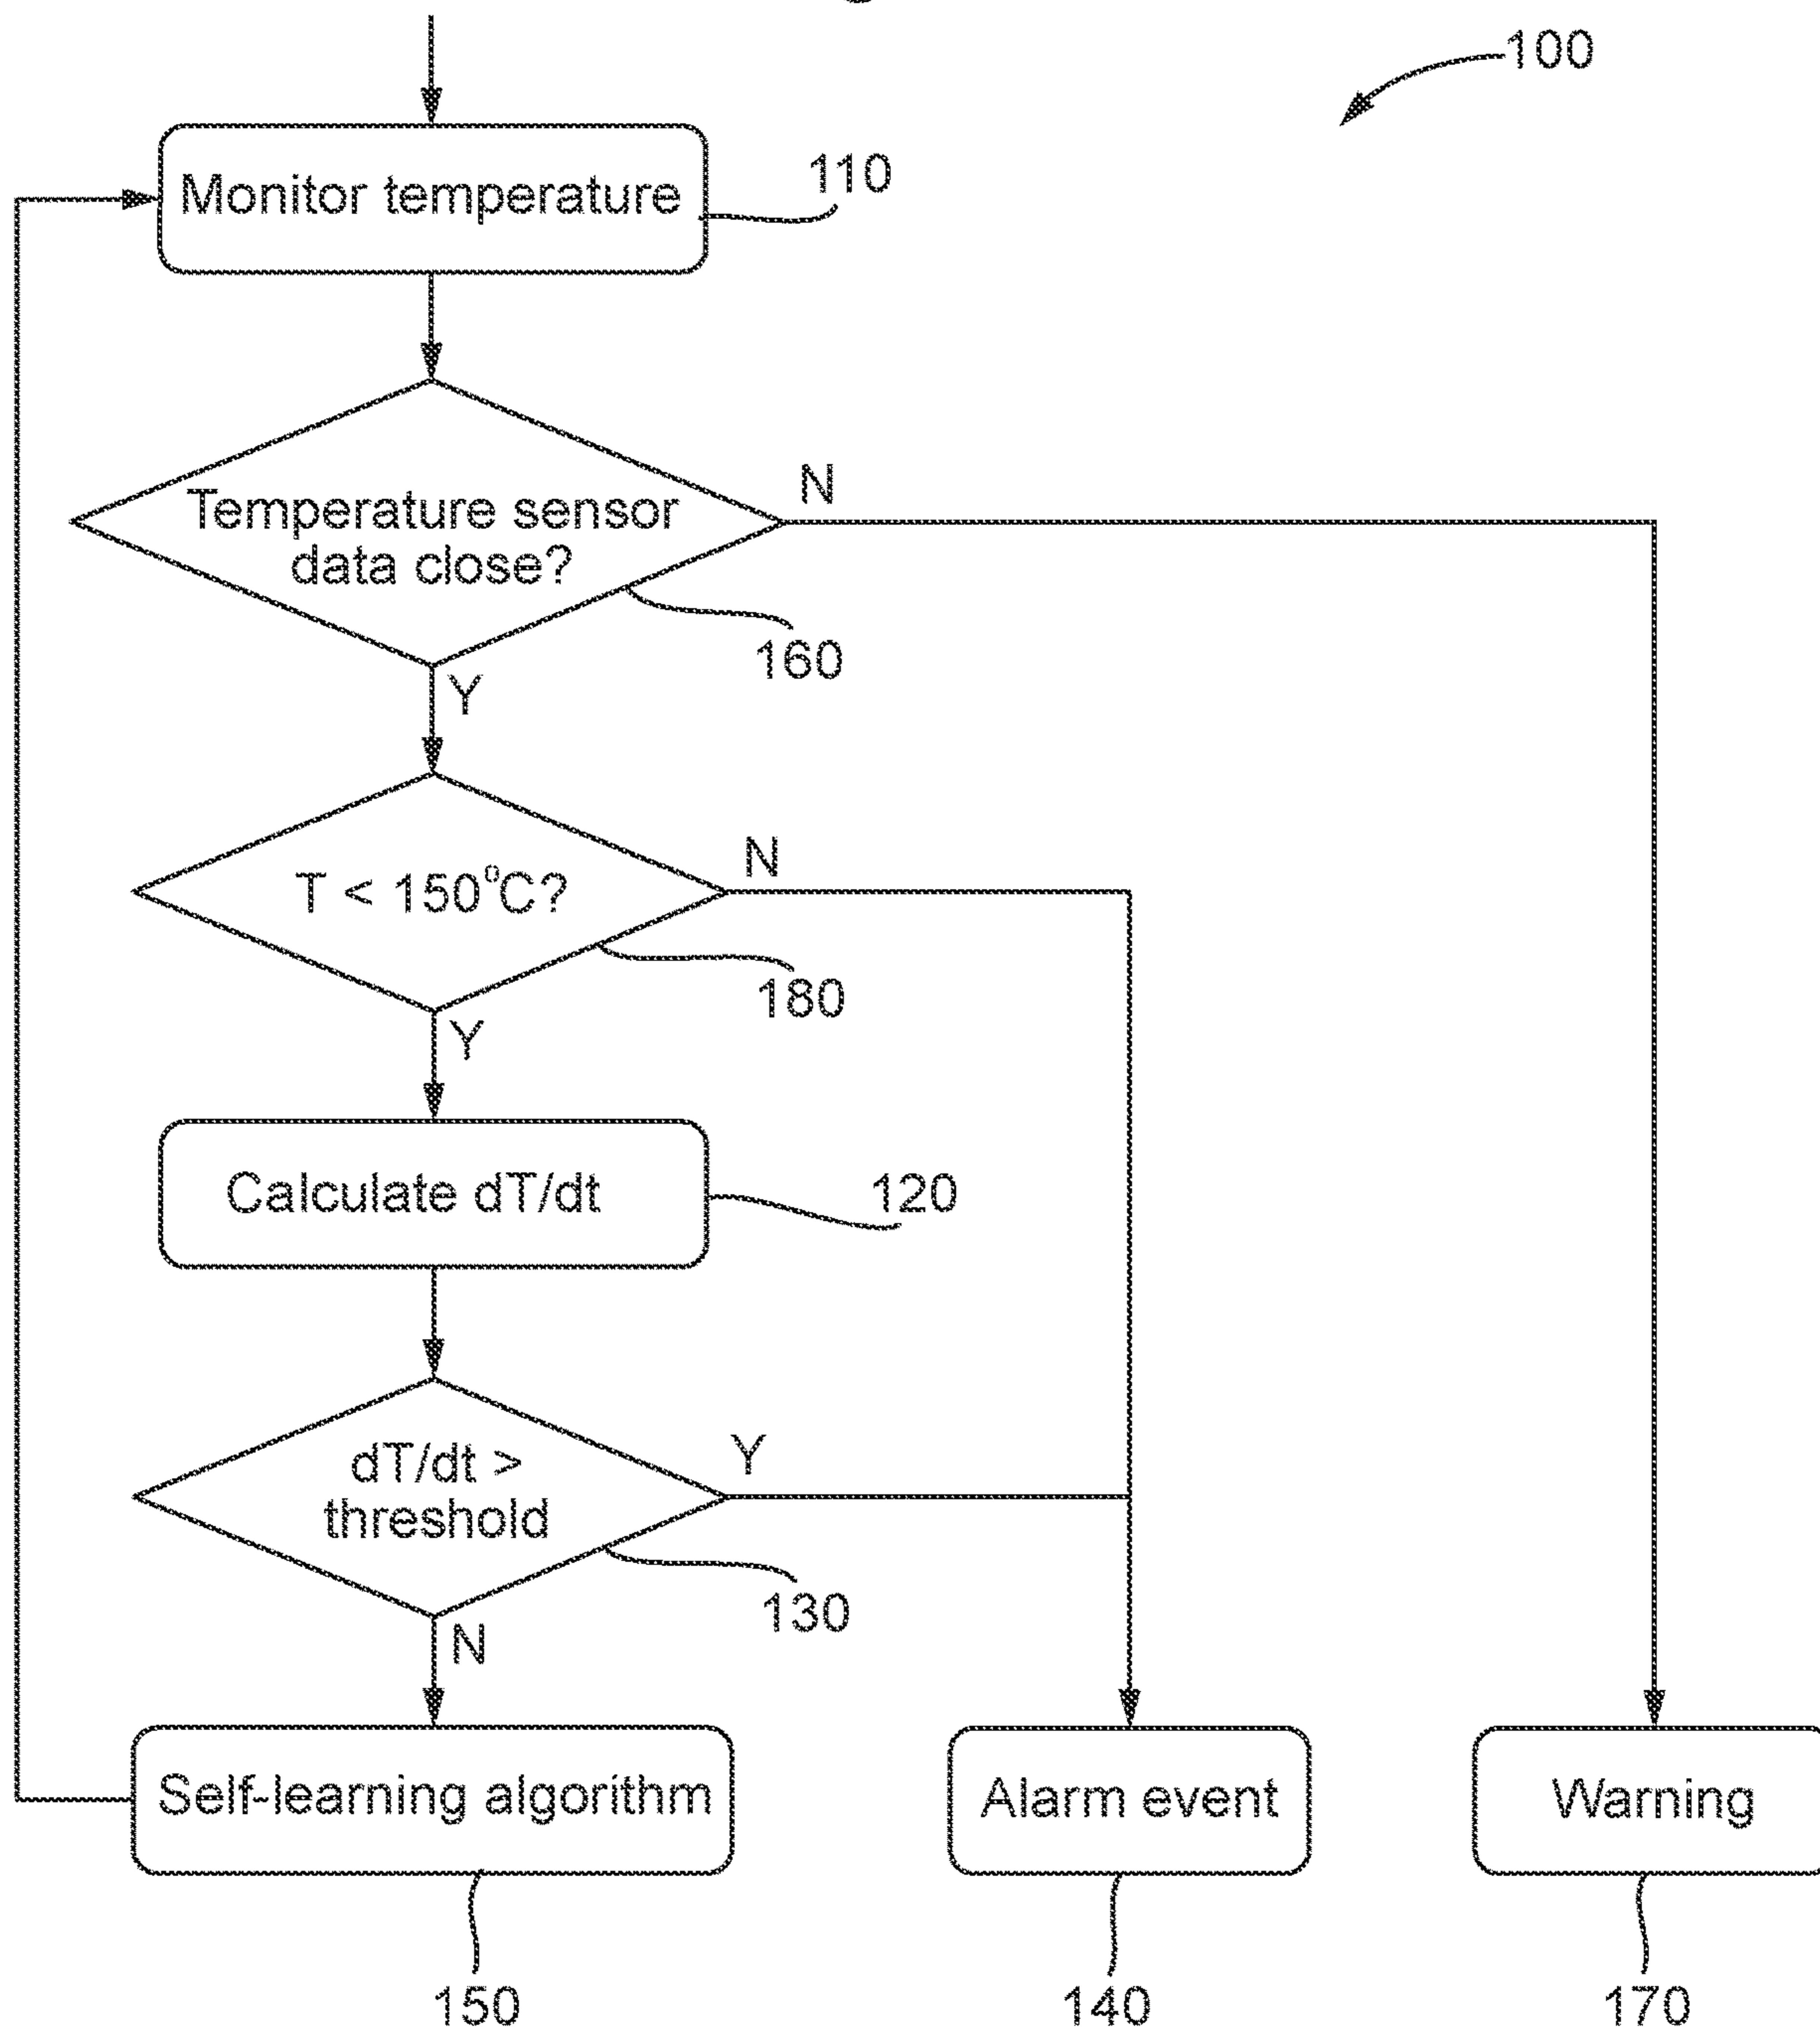 100
Monitor temperature
110
Temperature sensor
data close?
N
160
Y
T < 150°C?
N
180
Y
Calculate dT/dt
120
dT/dt >
threshold
Y
130
N
Self-learning algorithm
Alarm event
Warning
150
140
170